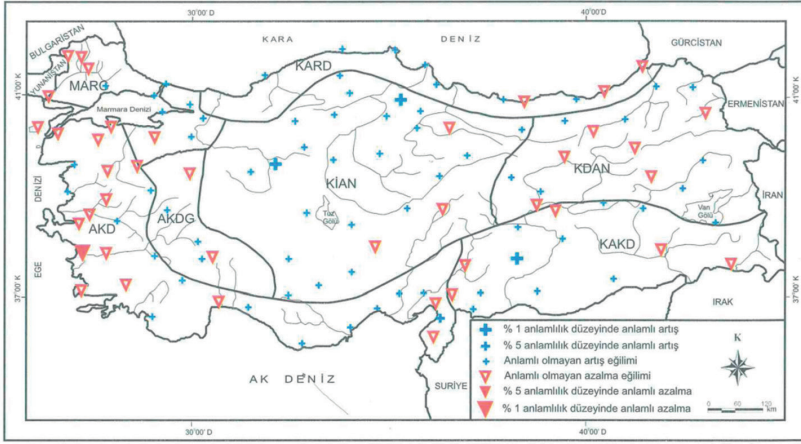 30°00' D
40°00' D
BULGARİSTAN
KARA DENİZ
GÜRCİSTAN
YUNANİSTAN
KARD
41°00' K
MARG
41°00' K
Marmara Denizi
ERMENİSTAN
KDAN
DENİZİ
KİAN
İRAN
Tuz
Gölü
Van
Gölü
AKD
AKDG
KAKD
EGE
37°00' K
37°00' K
IRAK
% 1 anlamlılık düzeyinde anlamlı artış
% 5 anlamlılık düzeyinde anlamlı artış
Anlamlı olmayan artış eğilimi
Anlamlı olmayan azalma eğilimi
% 5 anlamlılık düzeyinde anlamlı azalma
% 1 anlamlılık düzeyinde anlamlı azalma
K
0 60 120
km
AK DENİZ
SURİYE
30°00' D
40°00' D